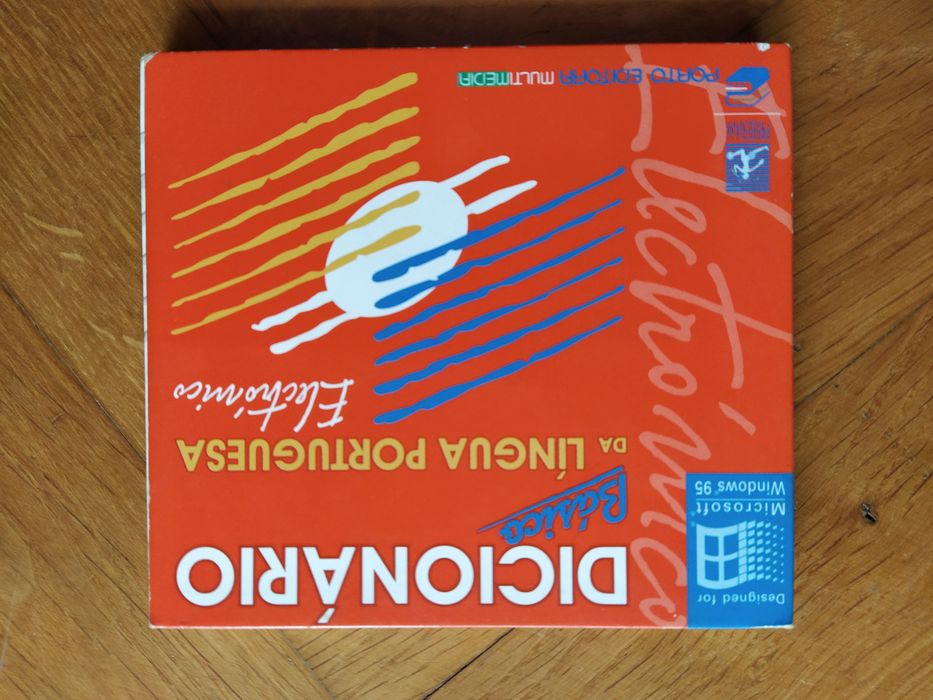 Designed for
Microsoft®
Windows®95
DICIONÁRIO
Básico
DA LÍNGUA PORTUGUESA
Electrónico
Electrónico
PORTO EDITORA MULTIMEDIA